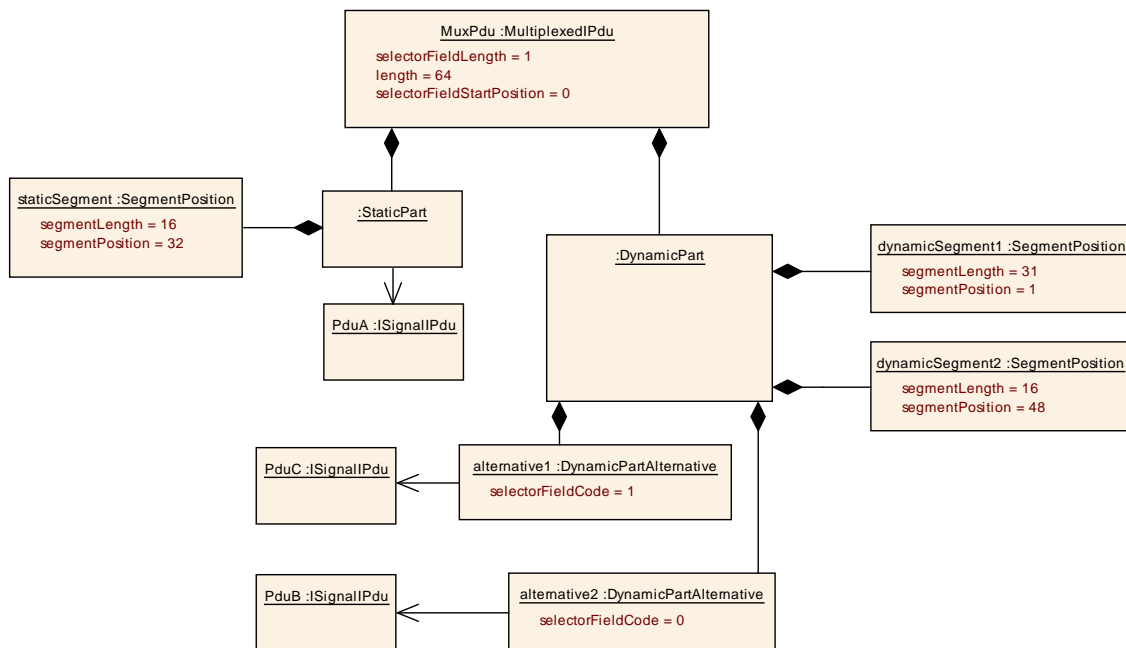 MuxPdu :MultiplexedIPdu
selectorFieldLength = 1
length = 64
selectorFieldStartPosition = 0
staticSegment :SegmentPosition
segmentLength = 16
segmentPosition = 32
:StaticPart
:DynamicPart
dynamicSegment1 :SegmentPosition
segmentLength = 31
segmentPosition = 1
PduA :ISignalIPdu
dynamicSegment2 :SegmentPosition
segmentLength = 16
segmentPosition = 48
PduC :ISignalIPdu
alternative1 :DynamicPartAlternative
selectorFieldCode = 1
PduB :ISignalIPdu
alternative2 :DynamicPartAlternative
selectorFieldCode = 0